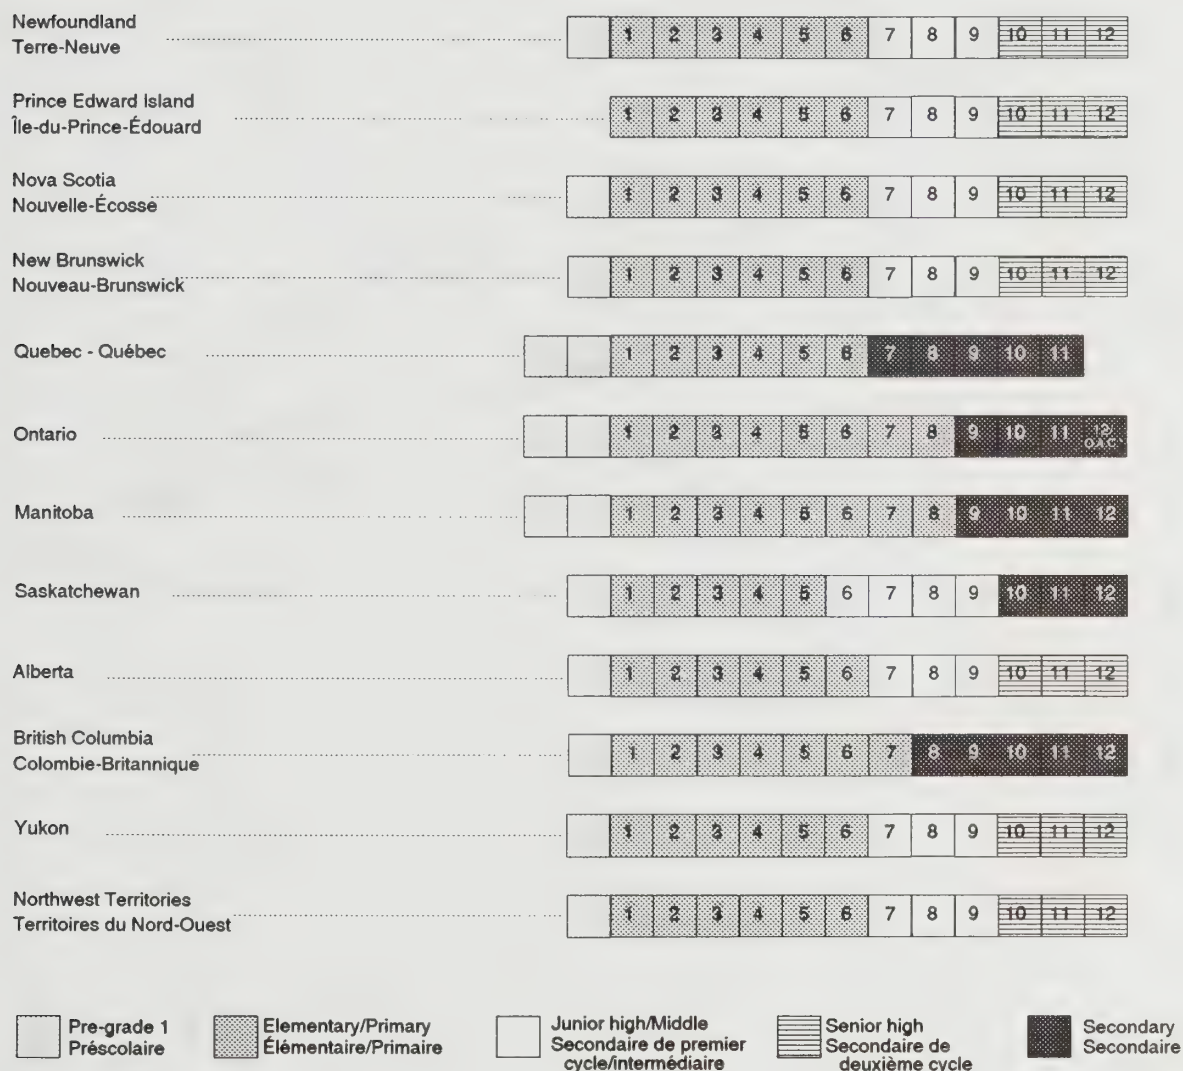 Newfoundland
Terre-Neuve
1 2 3 4 5 6 7 8 9 10 11 12
Prince Edward Island
Île-du-Prince-Édouard
1 2 3 4 5 6 7 8 9 10 11 12
Nova Scotia
Nouvelle-Écosse
1 2 3 4 5 6 7 8 9 10 11 12
New Brunswick
Nouveau-Brunswick
1 2 3 4 5 6 7 8 9 10 11 12
Quebec - Québec
1 2 3 4 5 6 7 8 9 10 11
Ontario
1 2 3 4 5 6 7 8 9 10 11 12/
OAC
Manitoba
1 2 3 4 5 6 7 8 9 10 11 12
Saskatchewan
1 2 3 4 5 6 7 8 9 10 11 12
Alberta
1 2 3 4 5 6 7 8 9 10 11 12
British Columbia
Colombie-Britannique
1 2 3 4 5 6 7 8 9 10 11 12
Yukon
1 2 3 4 5 6 7 8 9 10 11 12
Northwest Territories
Territoires du Nord-Ouest
1 2 3 4 5 6 7 8 9 10 11 12
Pre-grade 1
Préscolaire
Elementary/Primary
Élémentaire/Primaire
Junior high/Middle
Secondaire de premier
cycle/intermédiaire
Senior high
Secondaire de
deuxième cycle
Secondary
Secondaire